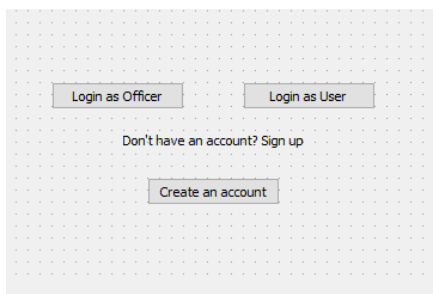 Login as Officer
Login as User
Don't have an account? Sign up
Create an account